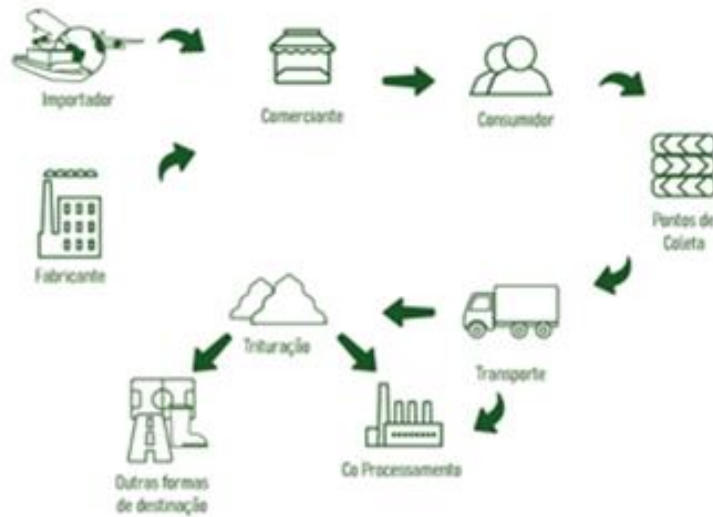 Importador
Comerciante
Consumidor
Fabricante
Pontos de
Coleta
Trituração
Transporte
Outras formas
de destinação
Co Processamento